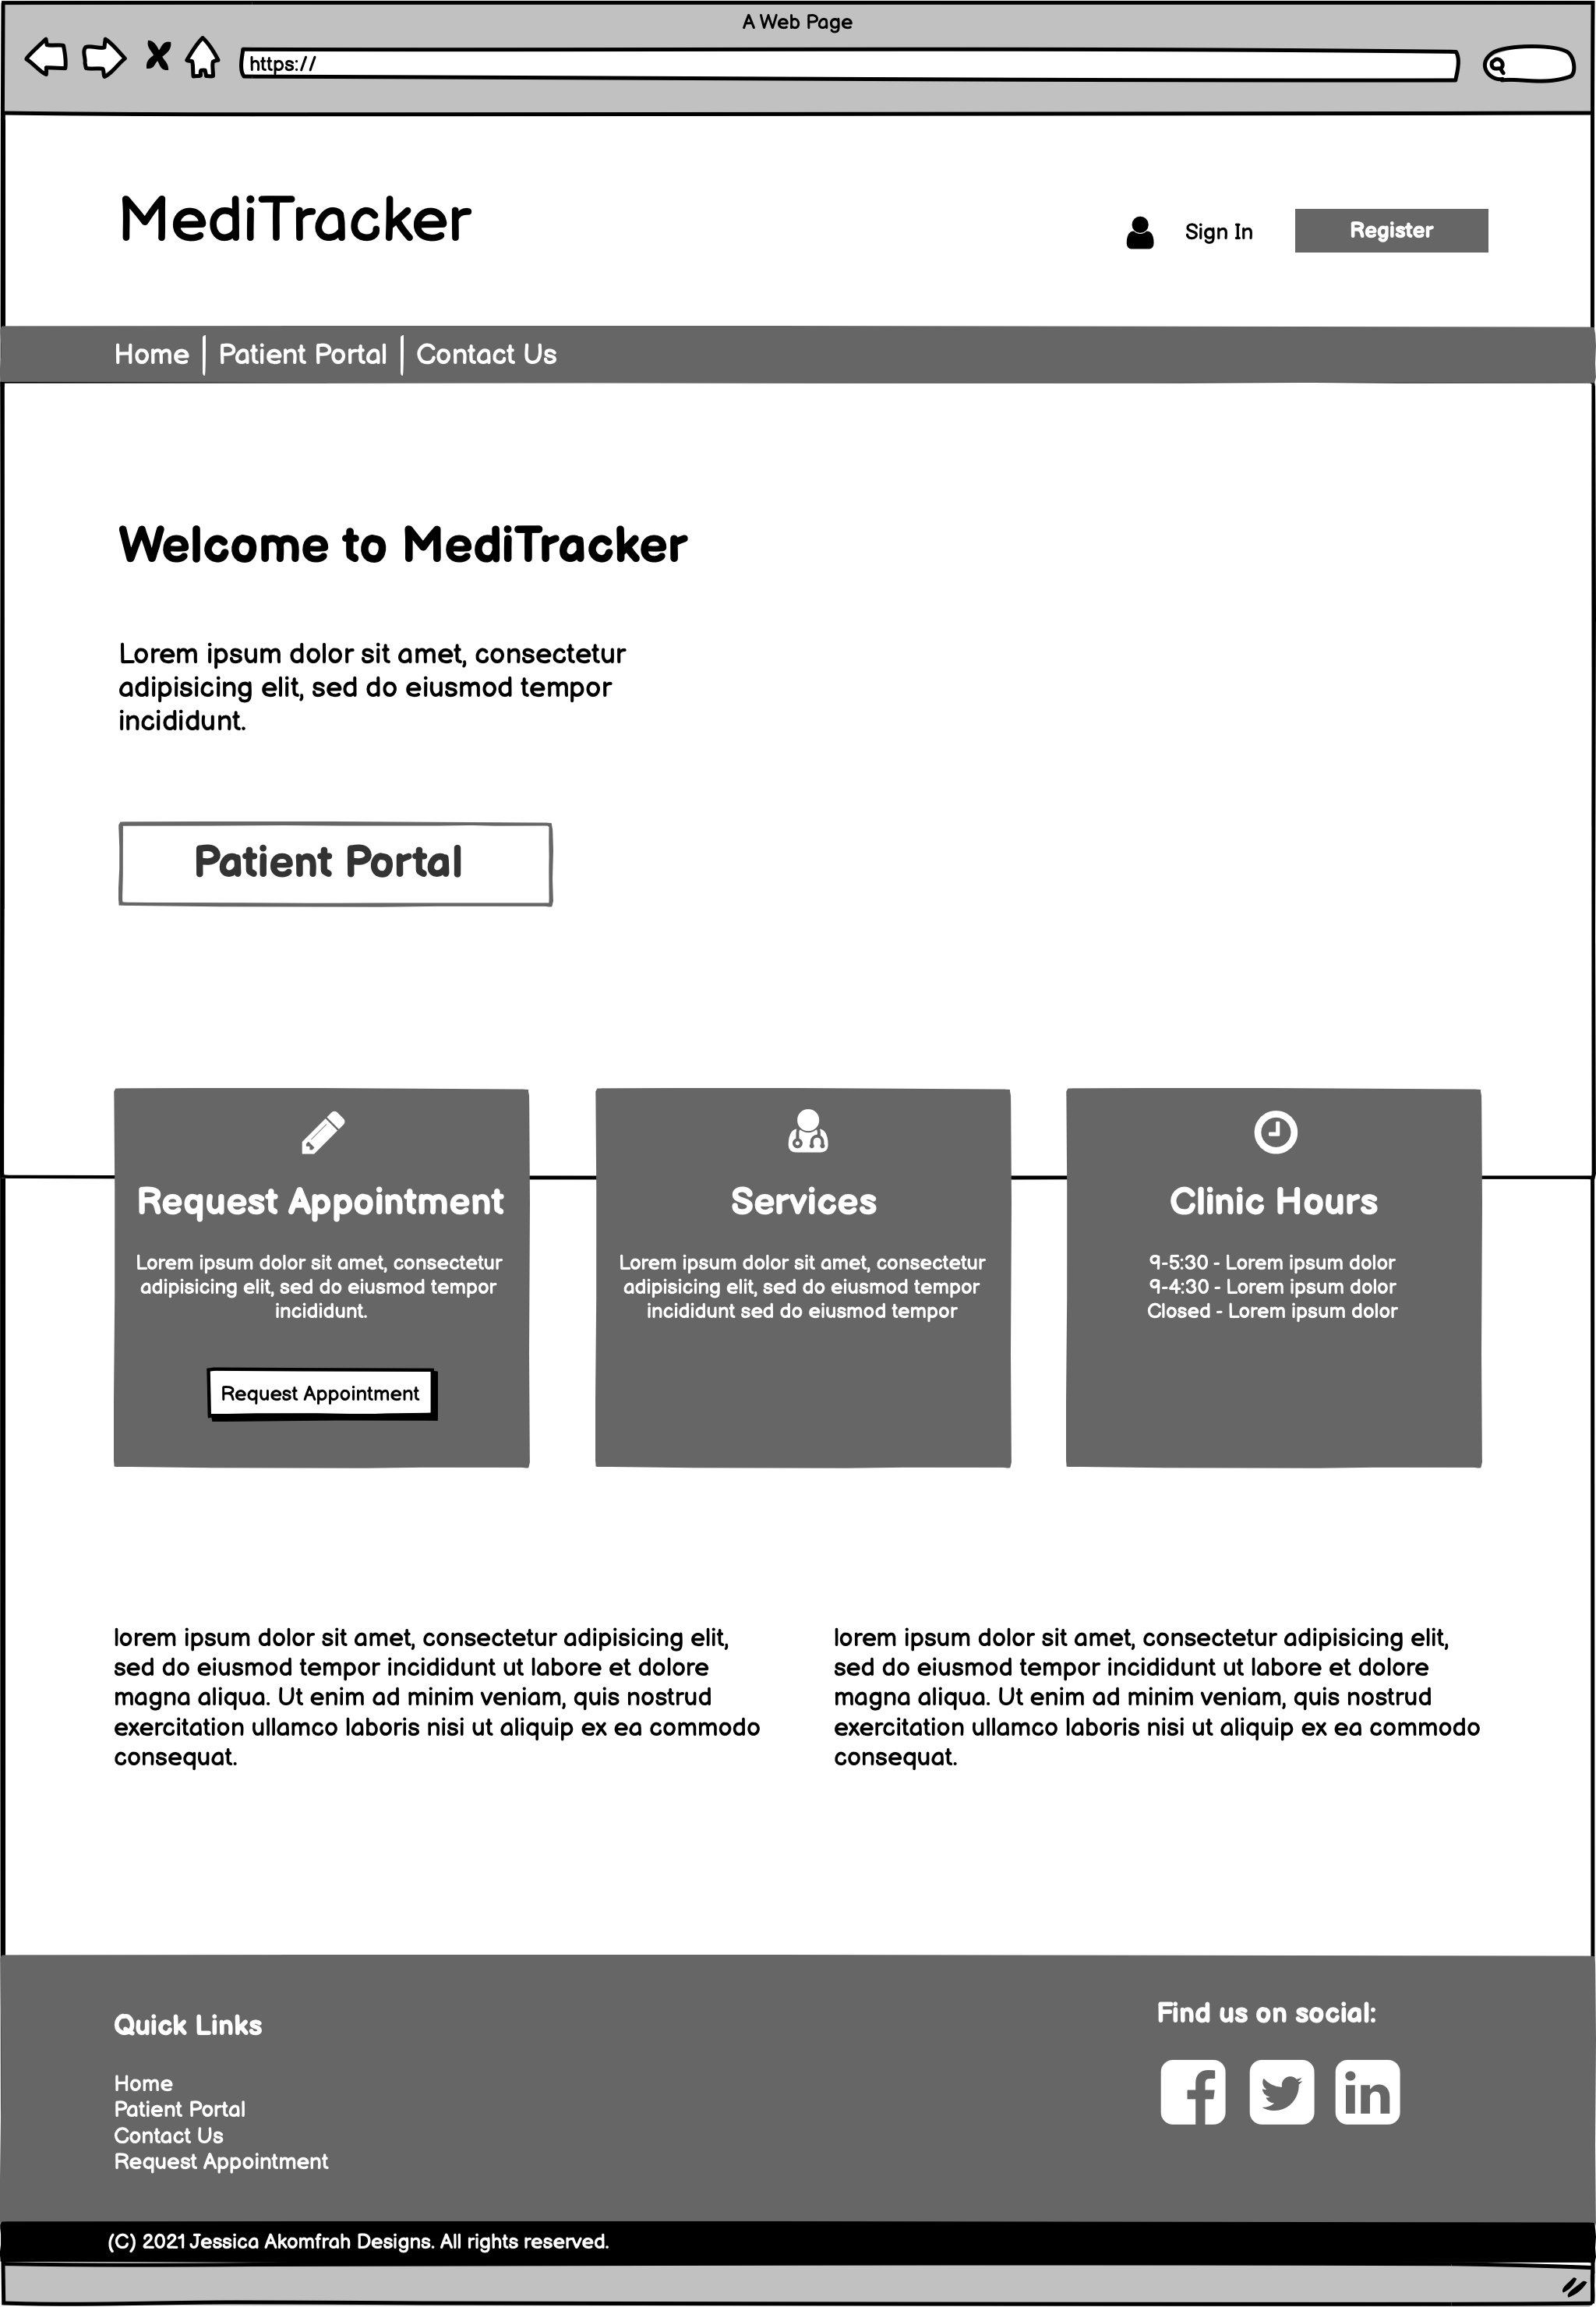 A Web Page
https://
MediTracker
Sign In
Register
Home
Patient Portal
Contact Us
Welcome to MediTracker
Lorem ipsum dolor sit amet, consectetur
adipisicing elit, sed do eiusmod tempor
incididunt.
Patient Portal
Request Appointment
Lorem ipsum dolor sit amet, consectetur
adipisicing elit, sed do eiusmod tempor
incididunt.
Request Appointment
Services
Lorem ipsum dolor sit amet, consectetur
adipisicing elit, sed do eiusmod tempor
incididunt sed do eiusmod tempor
Clinic Hours
9-5:30 - Lorem ipsum dolor
9-4:30 - Lorem ipsum dolor
Closed - Lorem ipsum dolor
lorem ipsum dolor sit amet, consectetur adipisicing elit,
sed do eiusmod tempor incididunt ut labore et dolore
magna aliqua. Ut enim ad minim veniam, quis nostrud
exercitation ullamco laboris nisi ut aliquip ex ea commodo
consequat.
lorem ipsum dolor sit amet, consectetur adipisicing elit,
sed do eiusmod tempor incididunt ut labore et dolore
magna aliqua. Ut enim ad minim veniam, quis nostrud
exercitation ullamco laboris nisi ut aliquip ex ea commodo
consequat.
Quick Links
Home
Patient Portal
Contact Us
Request Appointment
Find us on social:
(C) 2021 Jessica Akomfrah Designs. All rights reserved.